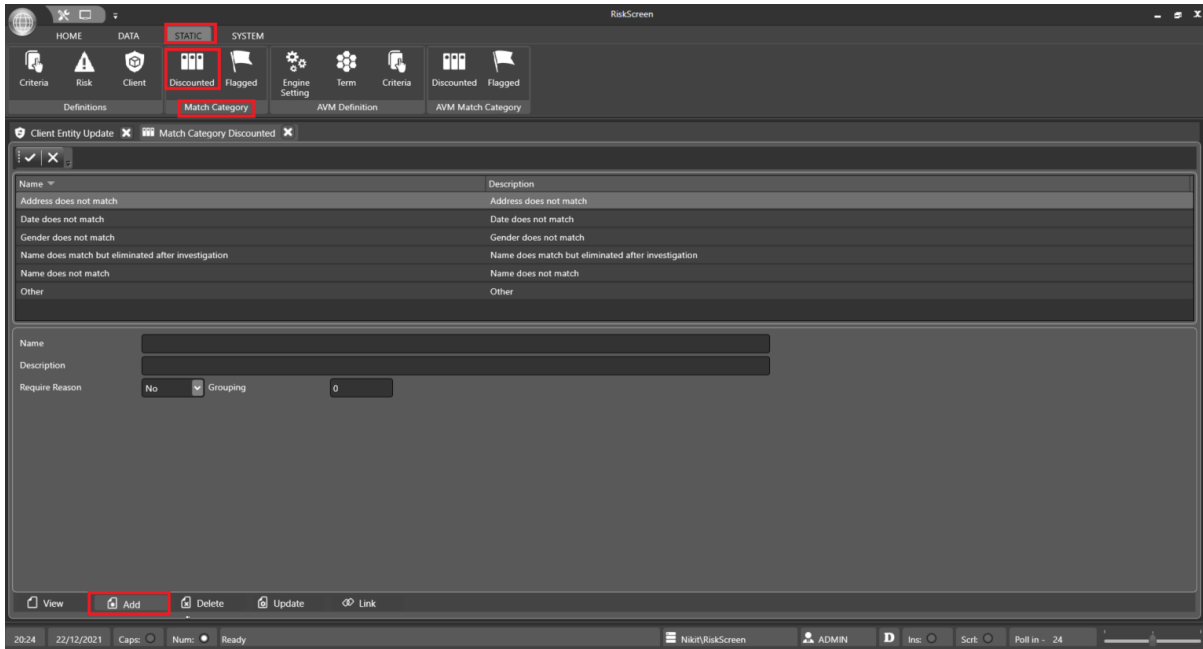 RiskScreen
HOME DATA STATIC SYSTEM
Criteria Risk Client Discounted Flagged Engine Setting Term Criteria Discounted Flagged
Definitions Match Category AVM Definition AVM Match Category
Client Entity Update Match Category Discounted
Name Description
Address does not match Address does not match
Date does not match Date does not match
Gender does not match Gender does not match
Name does match but eliminated after investigation Name does match but eliminated after investigation
Name does not match Name does not match
Other Other
Name
Description
Require Reason No Grouping 0
View Add Delete Update Link
20:24 22/12/2021 Caps: Num: Ready Nikit\RiskScreen ADMIN D Ins: Scrl: Poll in - 24